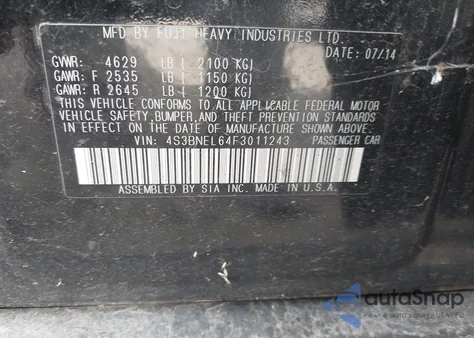 MFD BY FUJI HEAVY INDUSTRIES LTD.
DATE: 07/14
GVWR: 4629 LB ( 2100 KG)
GAWR: F 2535 LB ( 1150 KG)
GAWR: R 2645 LB ( 1200 KG)
THIS VEHICLE CONFORMS TO ALL APPLICABLE FEDERAL MOTOR
VEHICLE SAFETY, BUMPER, AND THEFT PREVENTION STANDARDS
IN EFFECT ON THE DATE OF MANUFACTURE SHOWN ABOVE.
VIN: 4S3BNEL64F3011243 PASSENGER CAR
ASSEMBLED BY SIA INC. MADE IN U.S.A.
autoSnap